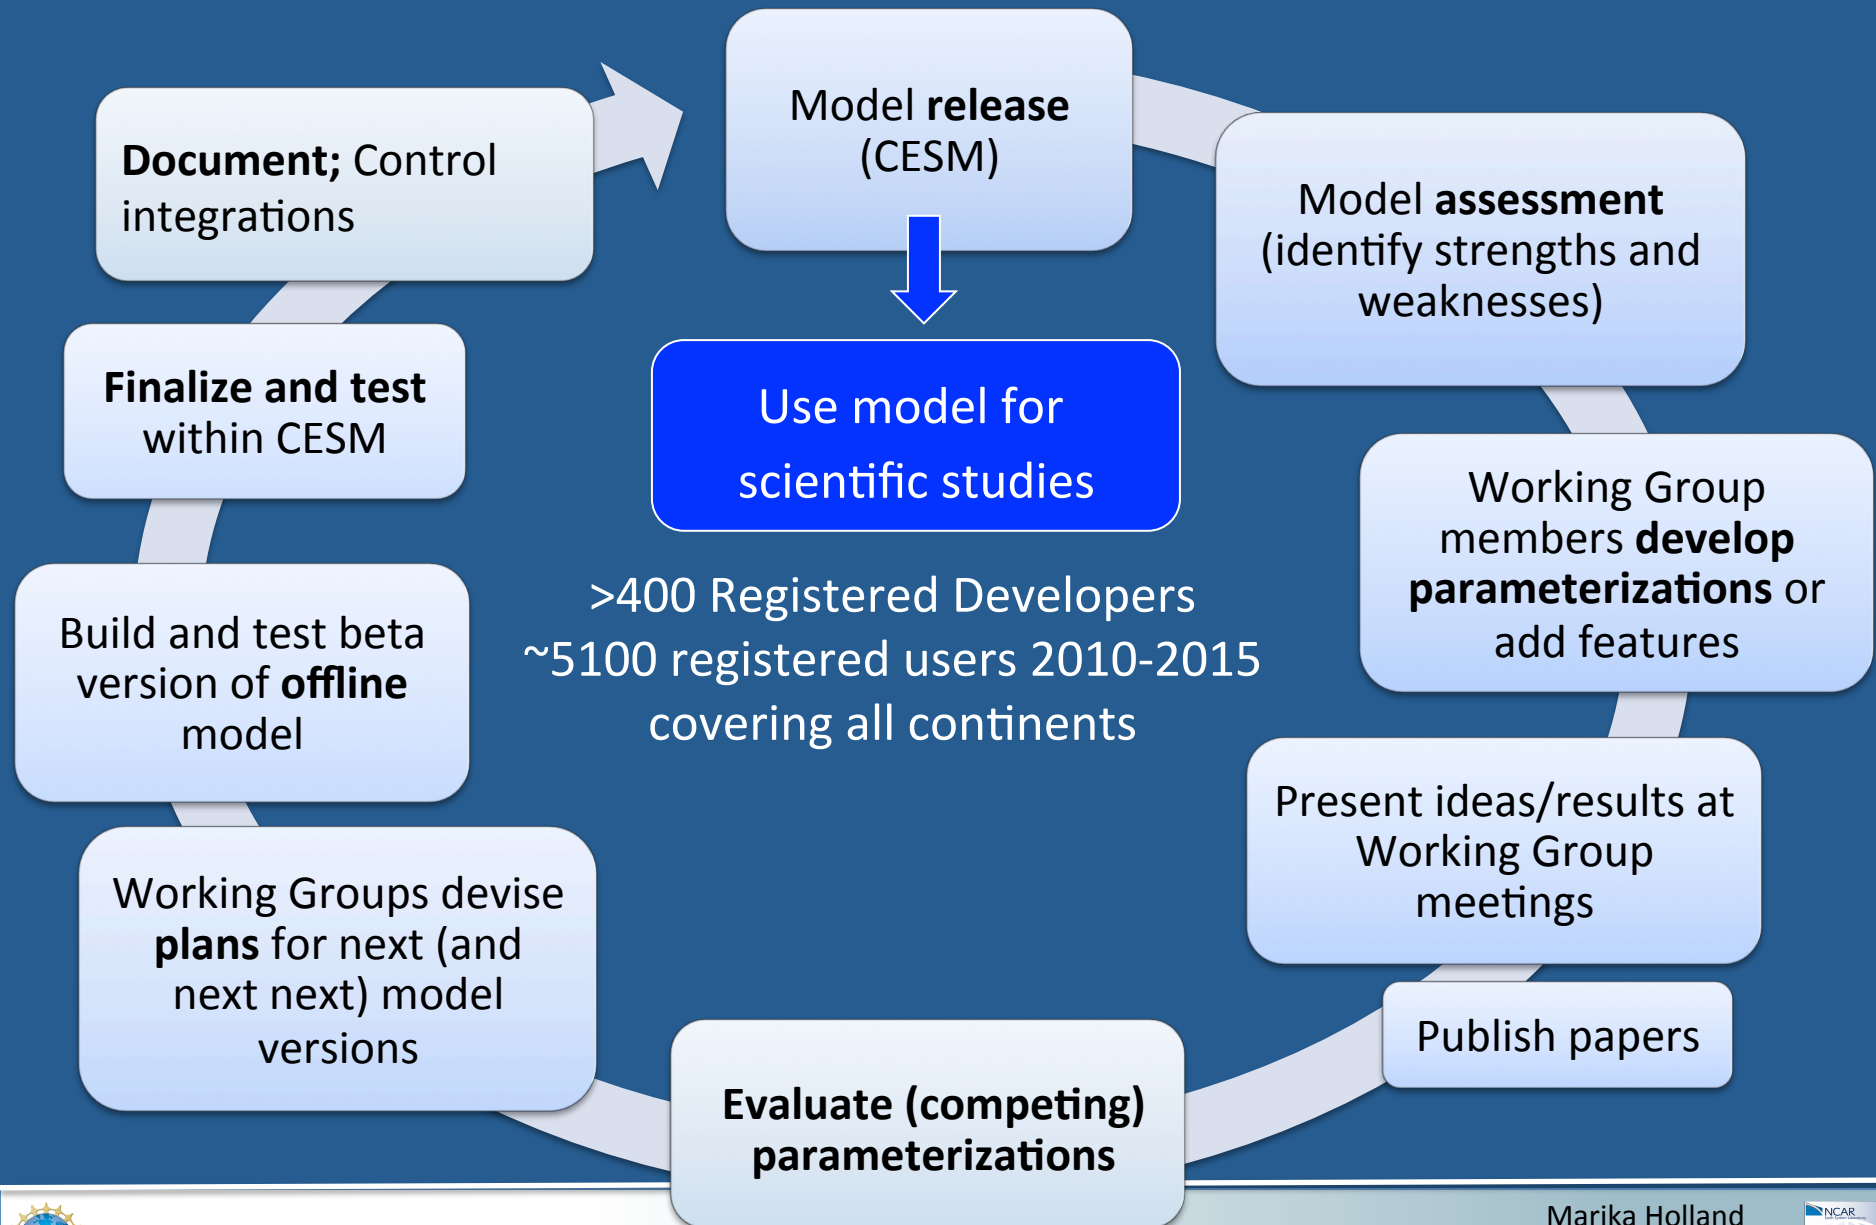 Model release
(CESM)
Document; Control
integrations
Model assessment
(identify strengths and
weaknesses)
Finalize and test
within CESM
Use model for
scientific studies
Working Group
members develop
parameterizations or
add features
>400 Registered Developers
~5100 registered users 2010-2015
covering all continents
Build and test beta
version of offline
model
Present ideas/results at
Working Group
meetings
Working Groups devise
plans for next (and
next next) model
versions
Publish papers
Evaluate (competing)
parameterizations
Marika Holland
NCAR